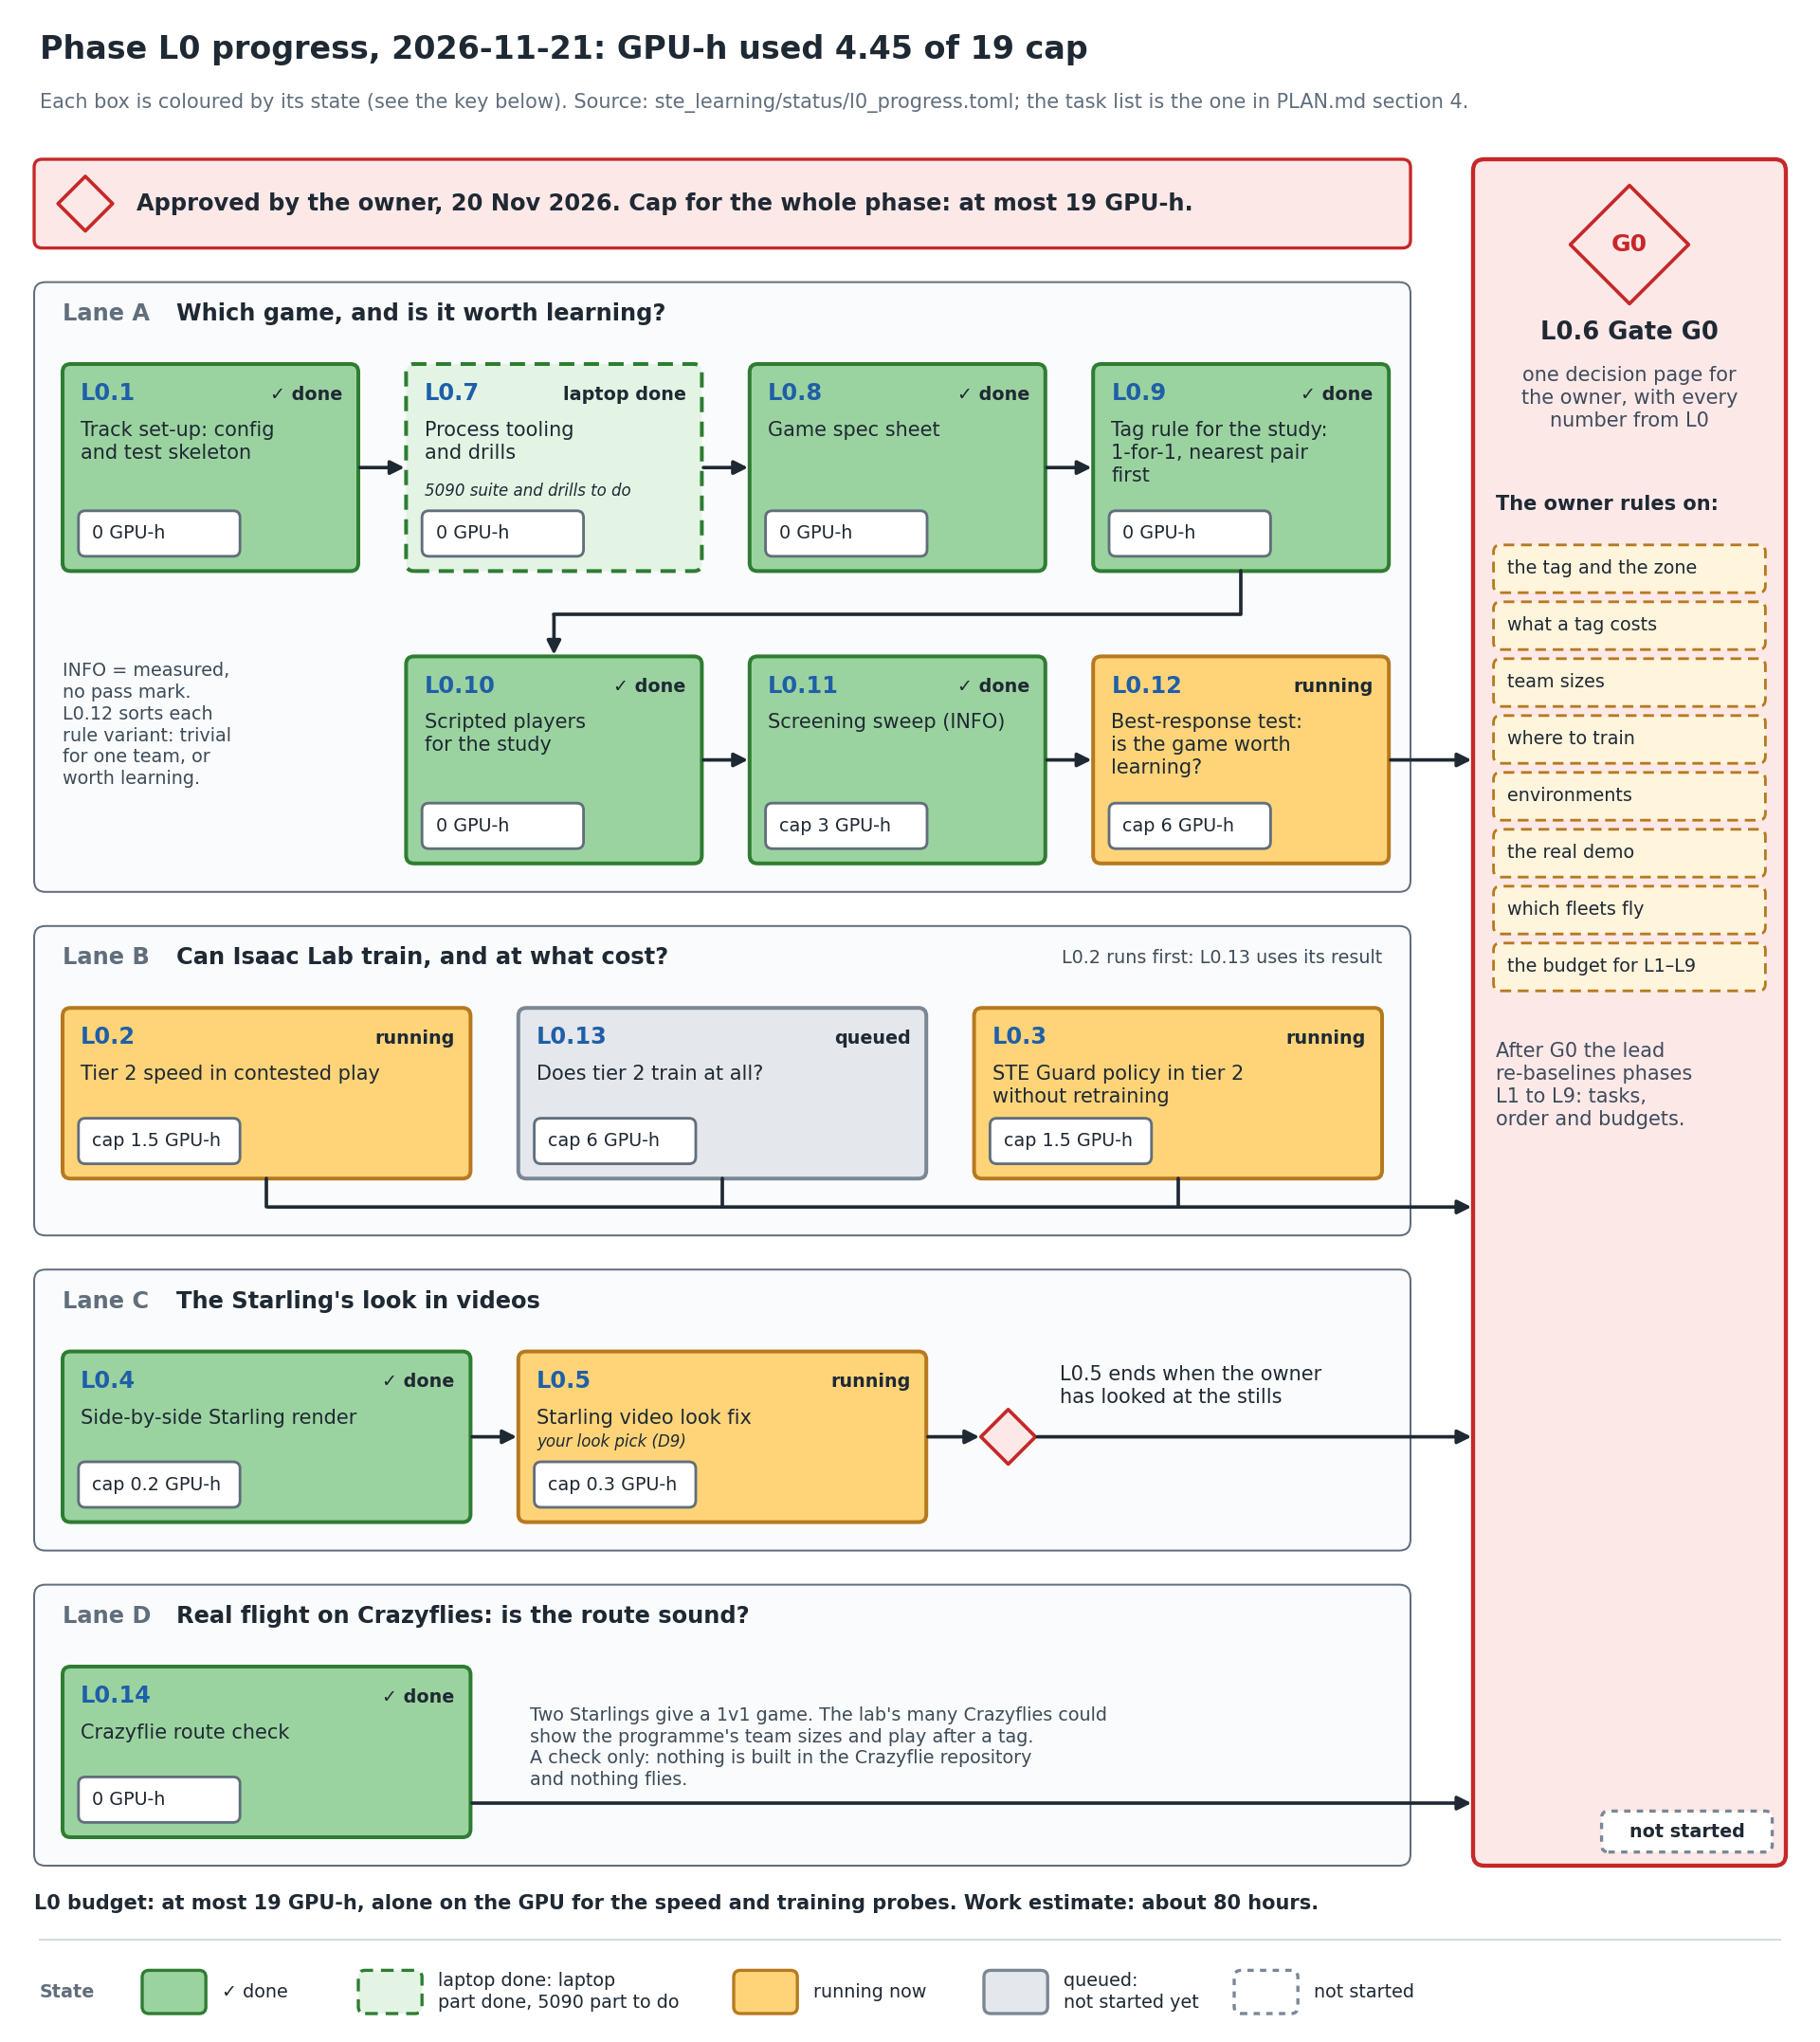 Phase L0 progress, 2026-11-21: GPU-h used 4.45 of 19 cap
Each box is coloured by its state (see the key below). Source: ste_learning/status/l0_progress.toml; the task list is the one in PLAN.md section 4.
Approved by the owner, 20 Nov 2026. Cap for the whole phase: at most 19 GPU-h.
Lane A Which game, and is it worth learning?
L0.1 ✓ done
Track set-up: config
and test skeleton
0 GPU-h
L0.7 laptop done
Process tooling
and drills
5090 suite and drills to do
0 GPU-h
L0.8 ✓ done
Game spec sheet
0 GPU-h
L0.9 ✓ done
Tag rule for the study:
1-for-1, nearest pair
first
0 GPU-h
INFO = measured,
no pass mark.
L0.12 sorts each
rule variant: trivial
for one team, or
worth learning.
L0.10 ✓ done
Scripted players
for the study
0 GPU-h
L0.11 ✓ done
Screening sweep (INFO)
cap 3 GPU-h
L0.12 running
Best-response test:
is the game worth
learning?
cap 6 GPU-h
Lane B Can Isaac Lab train, and at what cost?
L0.2 runs first: L0.13 uses its result
L0.2 running
Tier 2 speed in contested play
cap 1.5 GPU-h
L0.13 queued
Does tier 2 train at all?
cap 6 GPU-h
L0.3 running
STE Guard policy in tier 2
without retraining
cap 1.5 GPU-h
Lane C The Starling's look in videos
L0.4 ✓ done
Side-by-side Starling render
cap 0.2 GPU-h
L0.5 running
Starling video look fix
your look pick (D9)
cap 0.3 GPU-h
L0.5 ends when the owner
has looked at the stills
Lane D Real flight on Crazyflies: is the route sound?
L0.14 ✓ done
Crazyflie route check
0 GPU-h
Two Starlings give a 1v1 game. The lab's many Crazyflies could
show the programme's team sizes and play after a tag.
A check only: nothing is built in the Crazyflie repository
and nothing flies.
G0
L0.6 Gate G0
one decision page for
the owner, with every
number from L0
The owner rules on:
the tag and the zone
what a tag costs
team sizes
where to train
environments
the real demo
which fleets fly
the budget for L1–L9
After G0 the lead
re-baselines phases
L1 to L9: tasks,
order and budgets.
not started
L0 budget: at most 19 GPU-h, alone on the GPU for the speed and training probes. Work estimate: about 80 hours.
State
✓ done
laptop done: laptop
part done, 5090 part to do
running now
queued:
not started yet
not started